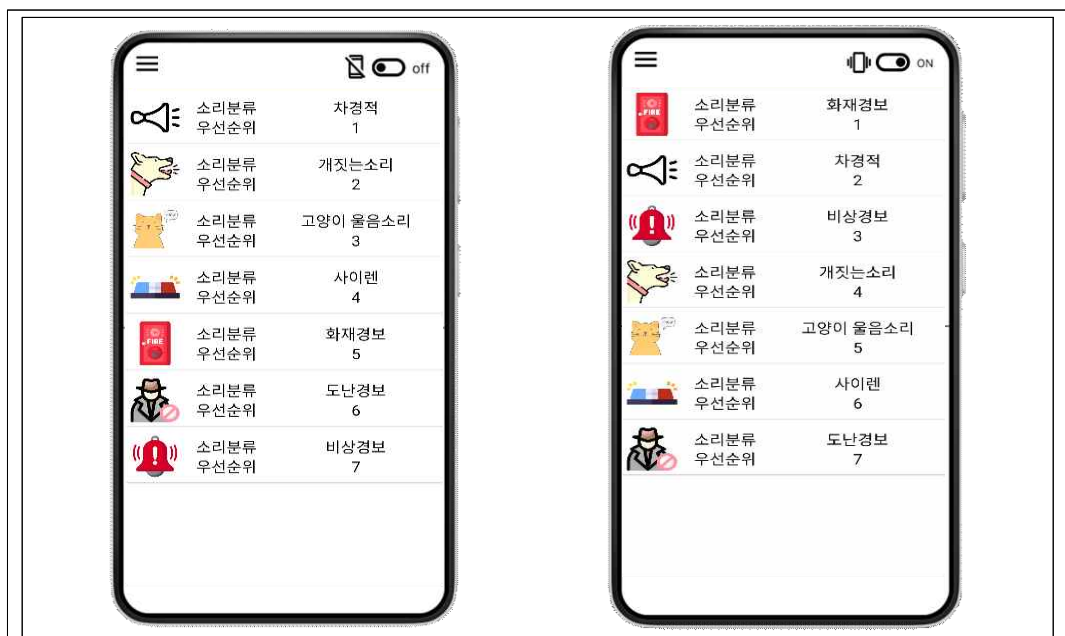 off
소리분류 차경적
우선순위 1
소리분류 개짓는소리
우선순위 2
소리분류 고양이 울음소리
우선순위 3
소리분류 사이렌
우선순위 4
FIRE
소리분류 화재경보
우선순위 5
소리분류 도난경보
우선순위 6
소리분류 비상경보
우선순위 7
ON
FIRE
소리분류 화재경보
우선순위 1
소리분류 차경적
우선순위 2
소리분류 비상경보
우선순위 3
소리분류 개짓는소리
우선순위 4
소리분류 고양이 울음소리
우선순위 5
소리분류 사이렌
우선순위 6
소리분류 도난경보
우선순위 7